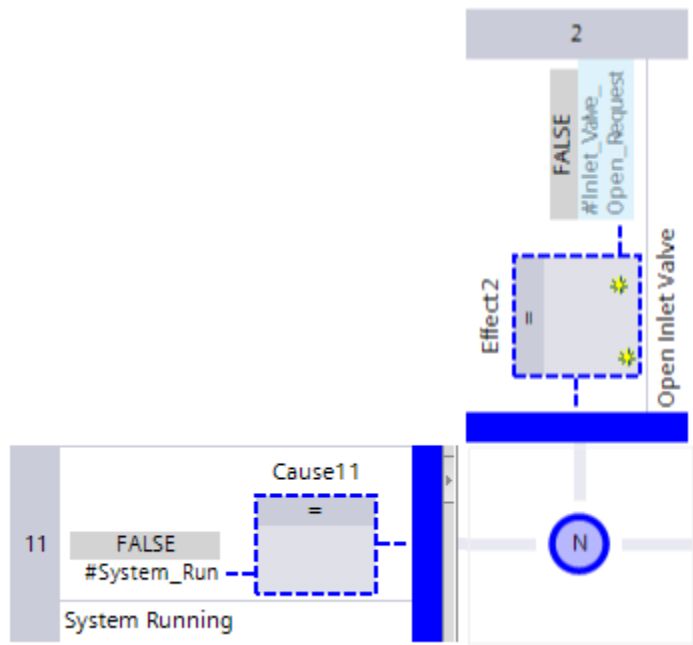 2
FALSE
#Inlet_Valve_
Open_Request
Effect2
=
Open Inlet Valve
Cause11
=
11
FALSE
#System_Run
System Running
N